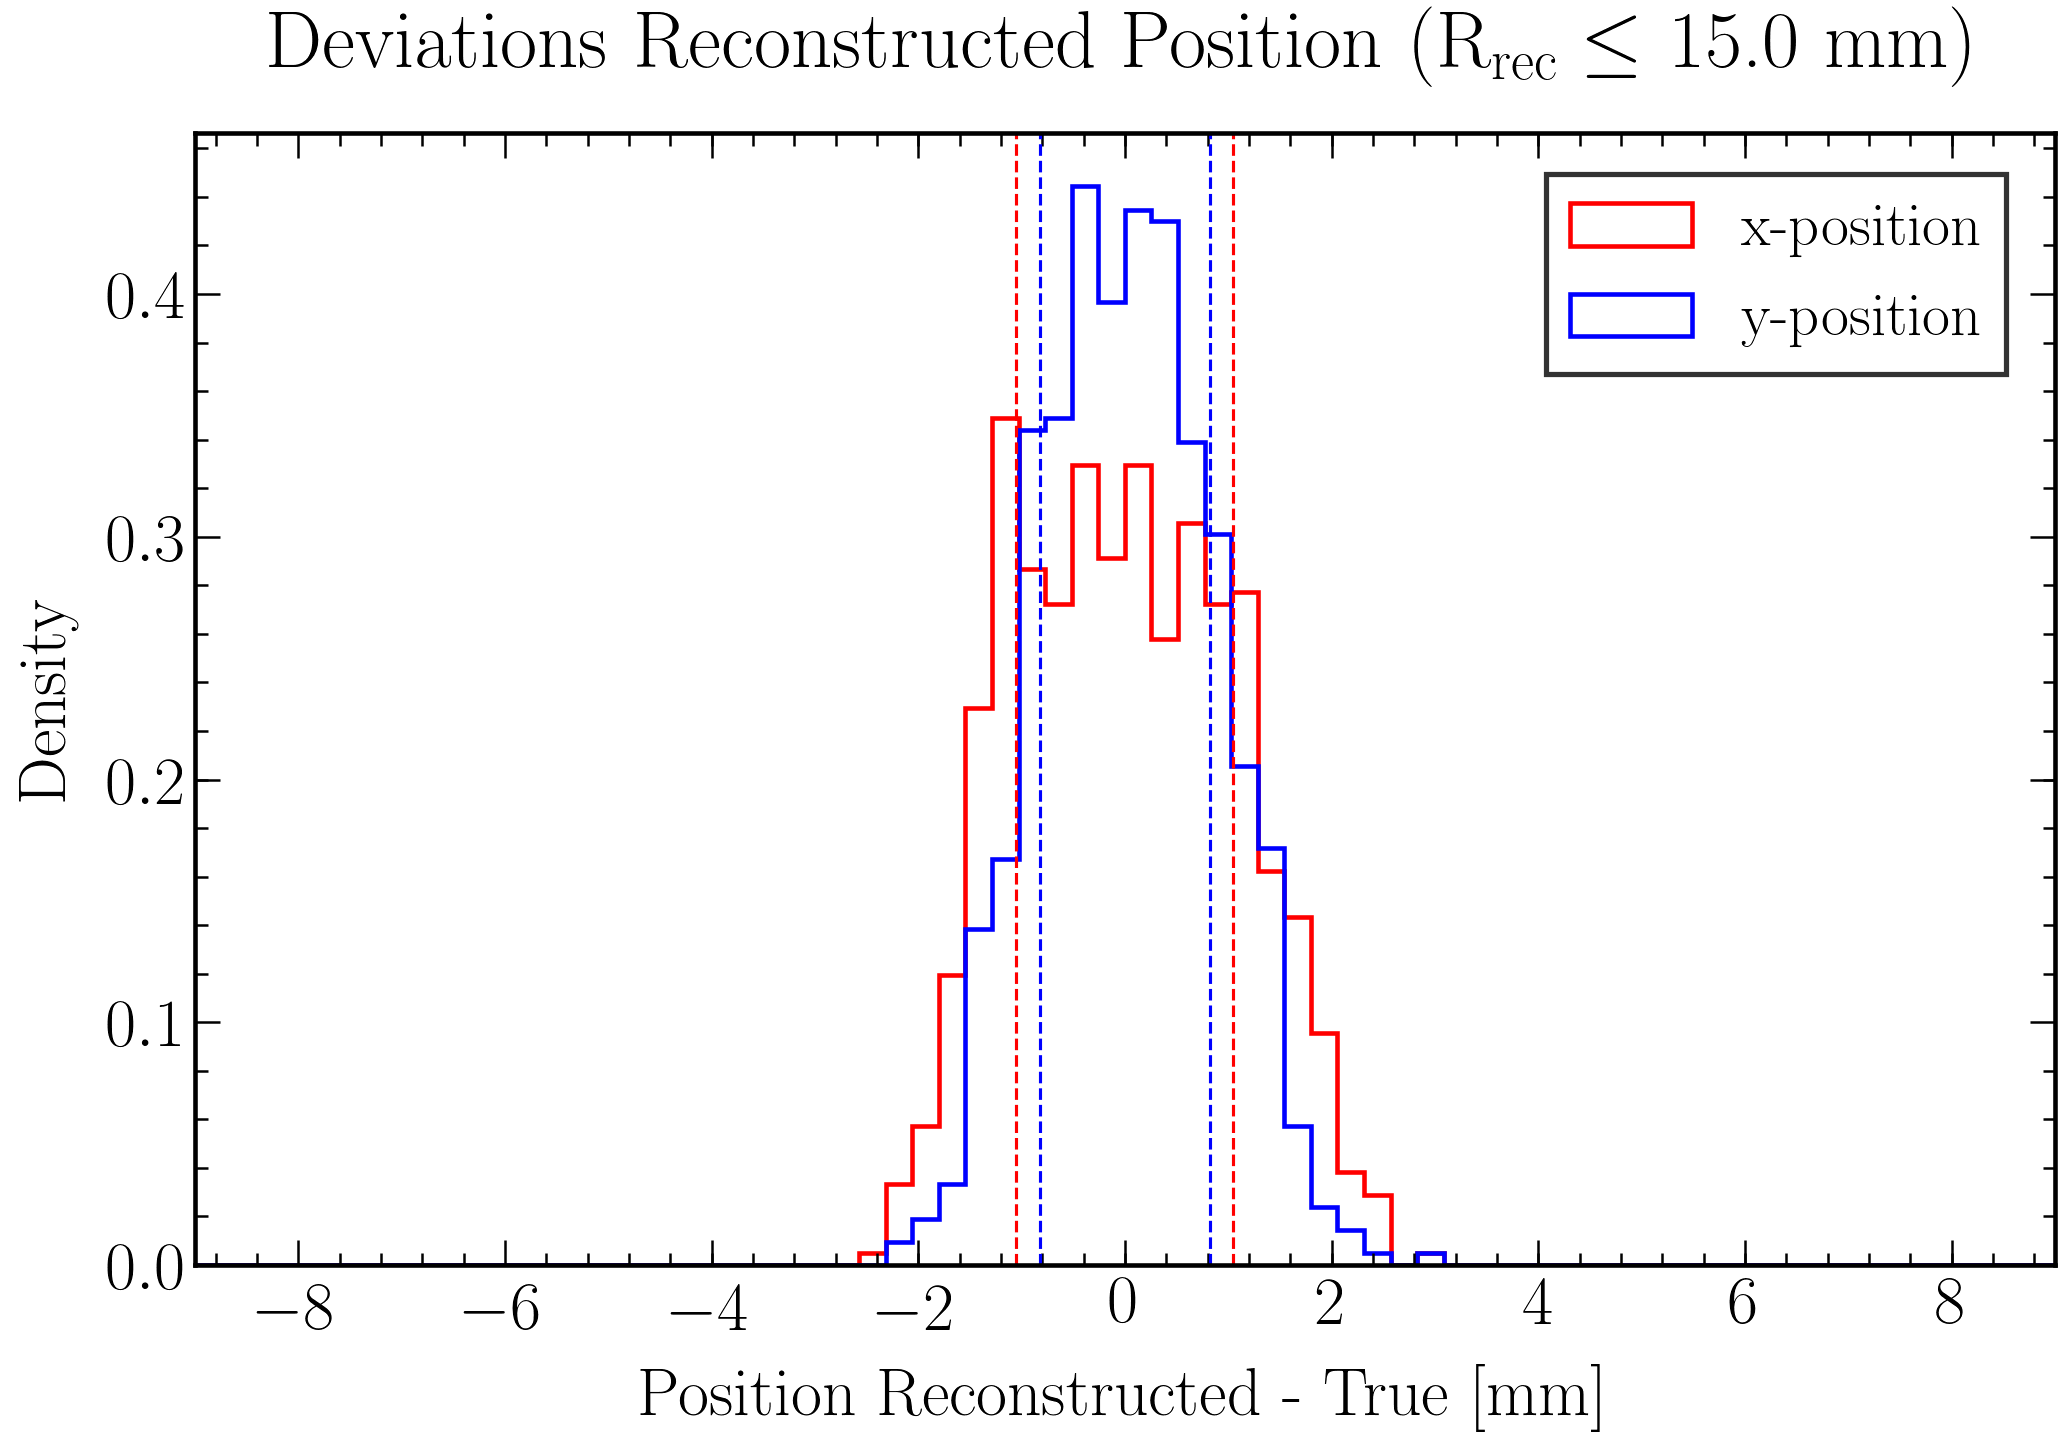 Deviations Reconstructed Position (R_rec ≤ 15.0 mm)
x-position
y-position
Density
0.4
0.3
0.2
0.1
0.0
−8 −6 −4 −2 0 2 4 6 8
Position Reconstructed - True [mm]